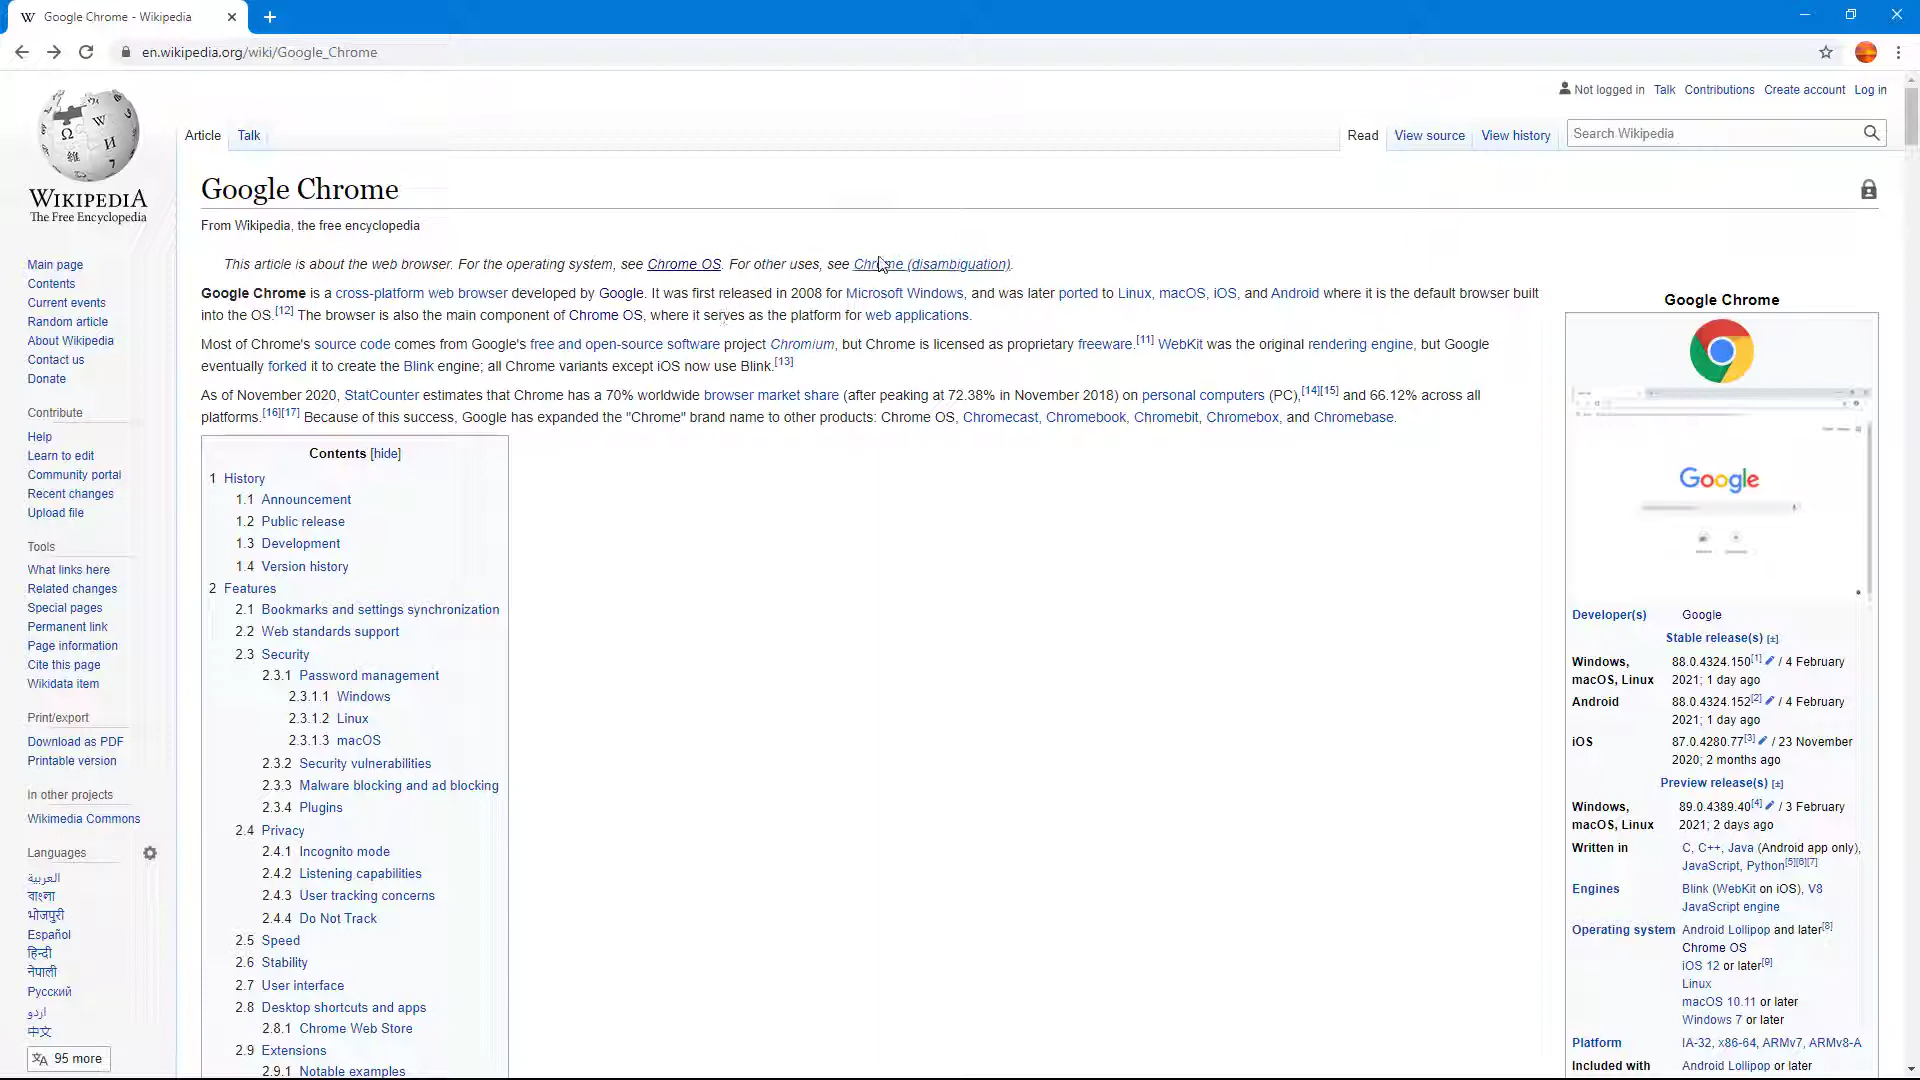 Google Chrome - Wikipedia
en.wikipedia.org/wiki/Google_Chrome
WIKIPEDIA
The Free Encyclopedia
Main page
Contents
Current events
Random article
About Wikipedia
Contact us
Donate
Contribute
Help
Learn to edit
Community portal
Recent changes
Upload file
Tools
What links here
Related changes
Special pages
Permanent link
Page information
Cite this page
Wikidata item
Print/export
Download as PDF
Printable version
In other projects
Wikimedia Commons
Languages
العربية
বাংলা
भोजपुरी
Español
हिन्दी
नेपाली
Русский
اردو
中文
95 more
Not logged in Talk Contributions Create account Log in
Article Talk
Read View source View history Search Wikipedia
Google Chrome
From Wikipedia, the free encyclopedia
This article is about the web browser. For the operating system, see Chrome OS. For other uses, see Chrome (disambiguation).
Google Chrome is a cross-platform web browser developed by Google. It was first released in 2008 for Microsoft Windows, and was later ported to Linux, macOS, iOS, and Android where it is the default browser built
into the OS.[12] The browser is also the main component of Chrome OS, where it serves as the platform for web applications.
Most of Chrome's source code comes from Google's free and open-source software project Chromium, but Chrome is licensed as proprietary freeware.[11] WebKit was the original rendering engine, but Google
eventually forked it to create the Blink engine; all Chrome variants except iOS now use Blink.[13]
As of November 2020, StatCounter estimates that Chrome has a 70% worldwide browser market share (after peaking at 72.38% in November 2018) on personal computers (PC),[14][15] and 66.12% across all
platforms.[16][17] Because of this success, Google has expanded the "Chrome" brand name to other products: Chrome OS, Chromecast, Chromebook, Chromebit, Chromebox, and Chromebase.
Contents [hide]
1 History
1.1 Announcement
1.2 Public release
1.3 Development
1.4 Version history
2 Features
2.1 Bookmarks and settings synchronization
2.2 Web standards support
2.3 Security
2.3.1 Password management
2.3.1.1 Windows
2.3.1.2 Linux
2.3.1.3 macOS
2.3.2 Security vulnerabilities
2.3.3 Malware blocking and ad blocking
2.3.4 Plugins
2.4 Privacy
2.4.1 Incognito mode
2.4.2 Listening capabilities
2.4.3 User tracking concerns
2.4.4 Do Not Track
2.5 Speed
2.6 Stability
2.7 User interface
2.8 Desktop shortcuts and apps
2.8.1 Chrome Web Store
2.9 Extensions
2.9.1 Notable examples
Google Chrome
Google
Developer(s) Google
Stable release(s) [±]
Windows, 88.0.4324.150[1] / 4 February
macOS, Linux 2021; 1 day ago
Android 88.0.4324.152[2] / 4 February
2021; 1 day ago
iOS 87.0.4280.77[3] / 23 November
2020; 2 months ago
Preview release(s) [±]
Windows, 89.0.4389.40[4] / 3 February
macOS, Linux 2021; 2 days ago
Written in C, C++, Java (Android app only),
JavaScript, Python[5][6][7]
Engines Blink (WebKit on iOS), V8
JavaScript engine
Operating system Android Lollipop and later[8]
Chrome OS
iOS 12 or later[9]
Linux
macOS 10.11 or later
Windows 7 or later
Platform IA-32, x86-64, ARMv7, ARMv8-A
Included with Android Lollipop or later